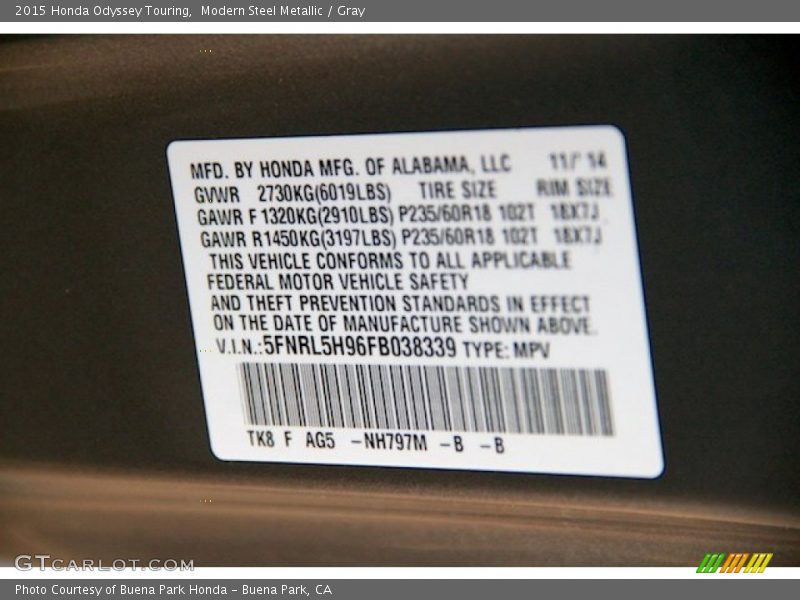 2015 Honda Odyssey Touring,  Modern Steel Metallic / Gray
MFD. BY HONDA MFG. OF ALABAMA, LLC 11/ 14
GVWR 2730KG(6019LBS) TIRE SIZE RIM SIZE
GAWR F 1320KG(2910LBS) P235/60R18 102T 18X7J
GAWR R1450KG(3197LBS) P235/60R18 102T 18X7J
THIS VEHICLE CONFORMS TO ALL APPLICABLE
FEDERAL MOTOR VEHICLE SAFETY
AND THEFT PREVENTION STANDARDS IN EFFECT
ON THE DATE OF MANUFACTURE SHOWN ABOVE.
V.I.N.:5FNRL5H96FB038339 TYPE: MPV
TK8 F AG5 -NH797M -B -B
GTCARLOT.COM
Photo Courtesy of Buena Park Honda - Buena Park, CA